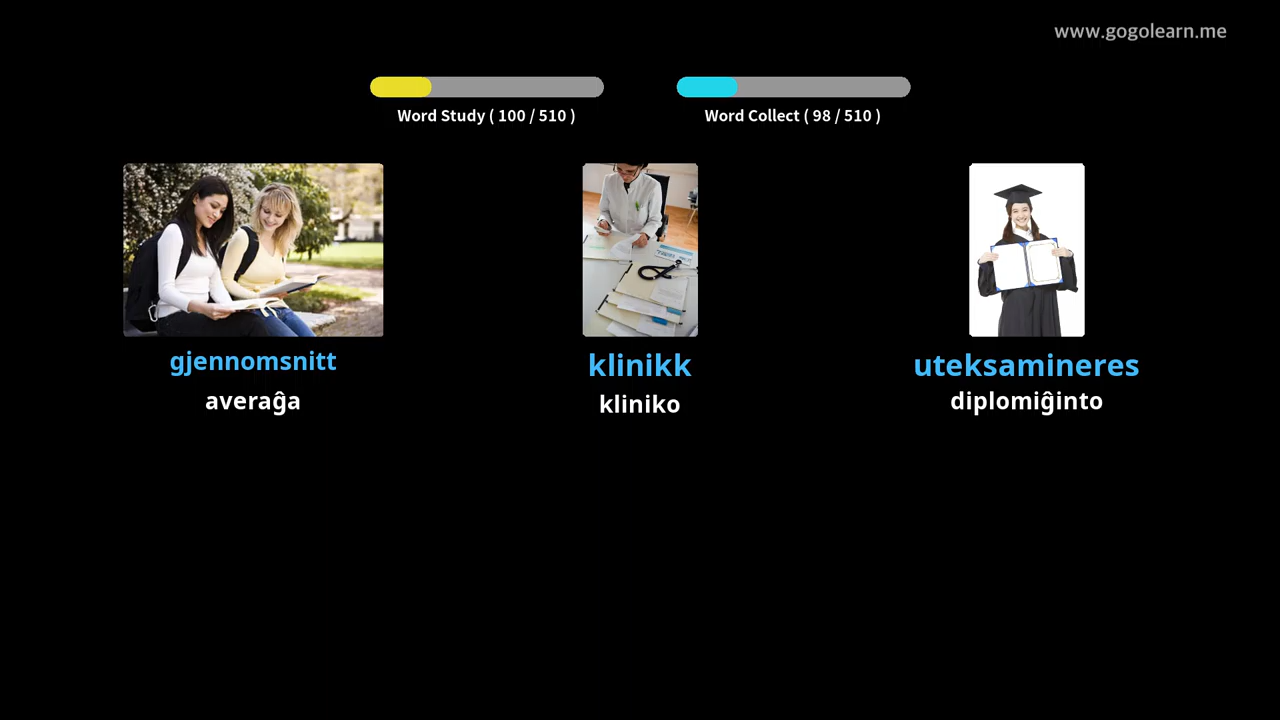 www.gogolearn.me
Word Study ( 100 / 510 )
Word Collect ( 98 / 510 )
gjennomsnitt
averaĝa
klinikk
kliniko
uteksamineres
diplomiĝinto